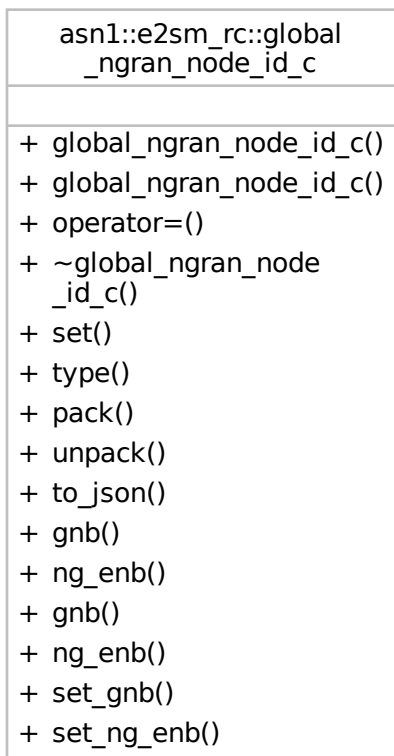 asn1::e2sm_rc::global
_ngran_node_id_c
+ global_ngran_node_id_c()
+ global_ngran_node_id_c()
+ operator=()
+ ~global_ngran_node
_id_c()
+ set()
+ type()
+ pack()
+ unpack()
+ to_json()
+ gnb()
+ ng_enb()
+ gnb()
+ ng_enb()
+ set_gnb()
+ set_ng_enb()